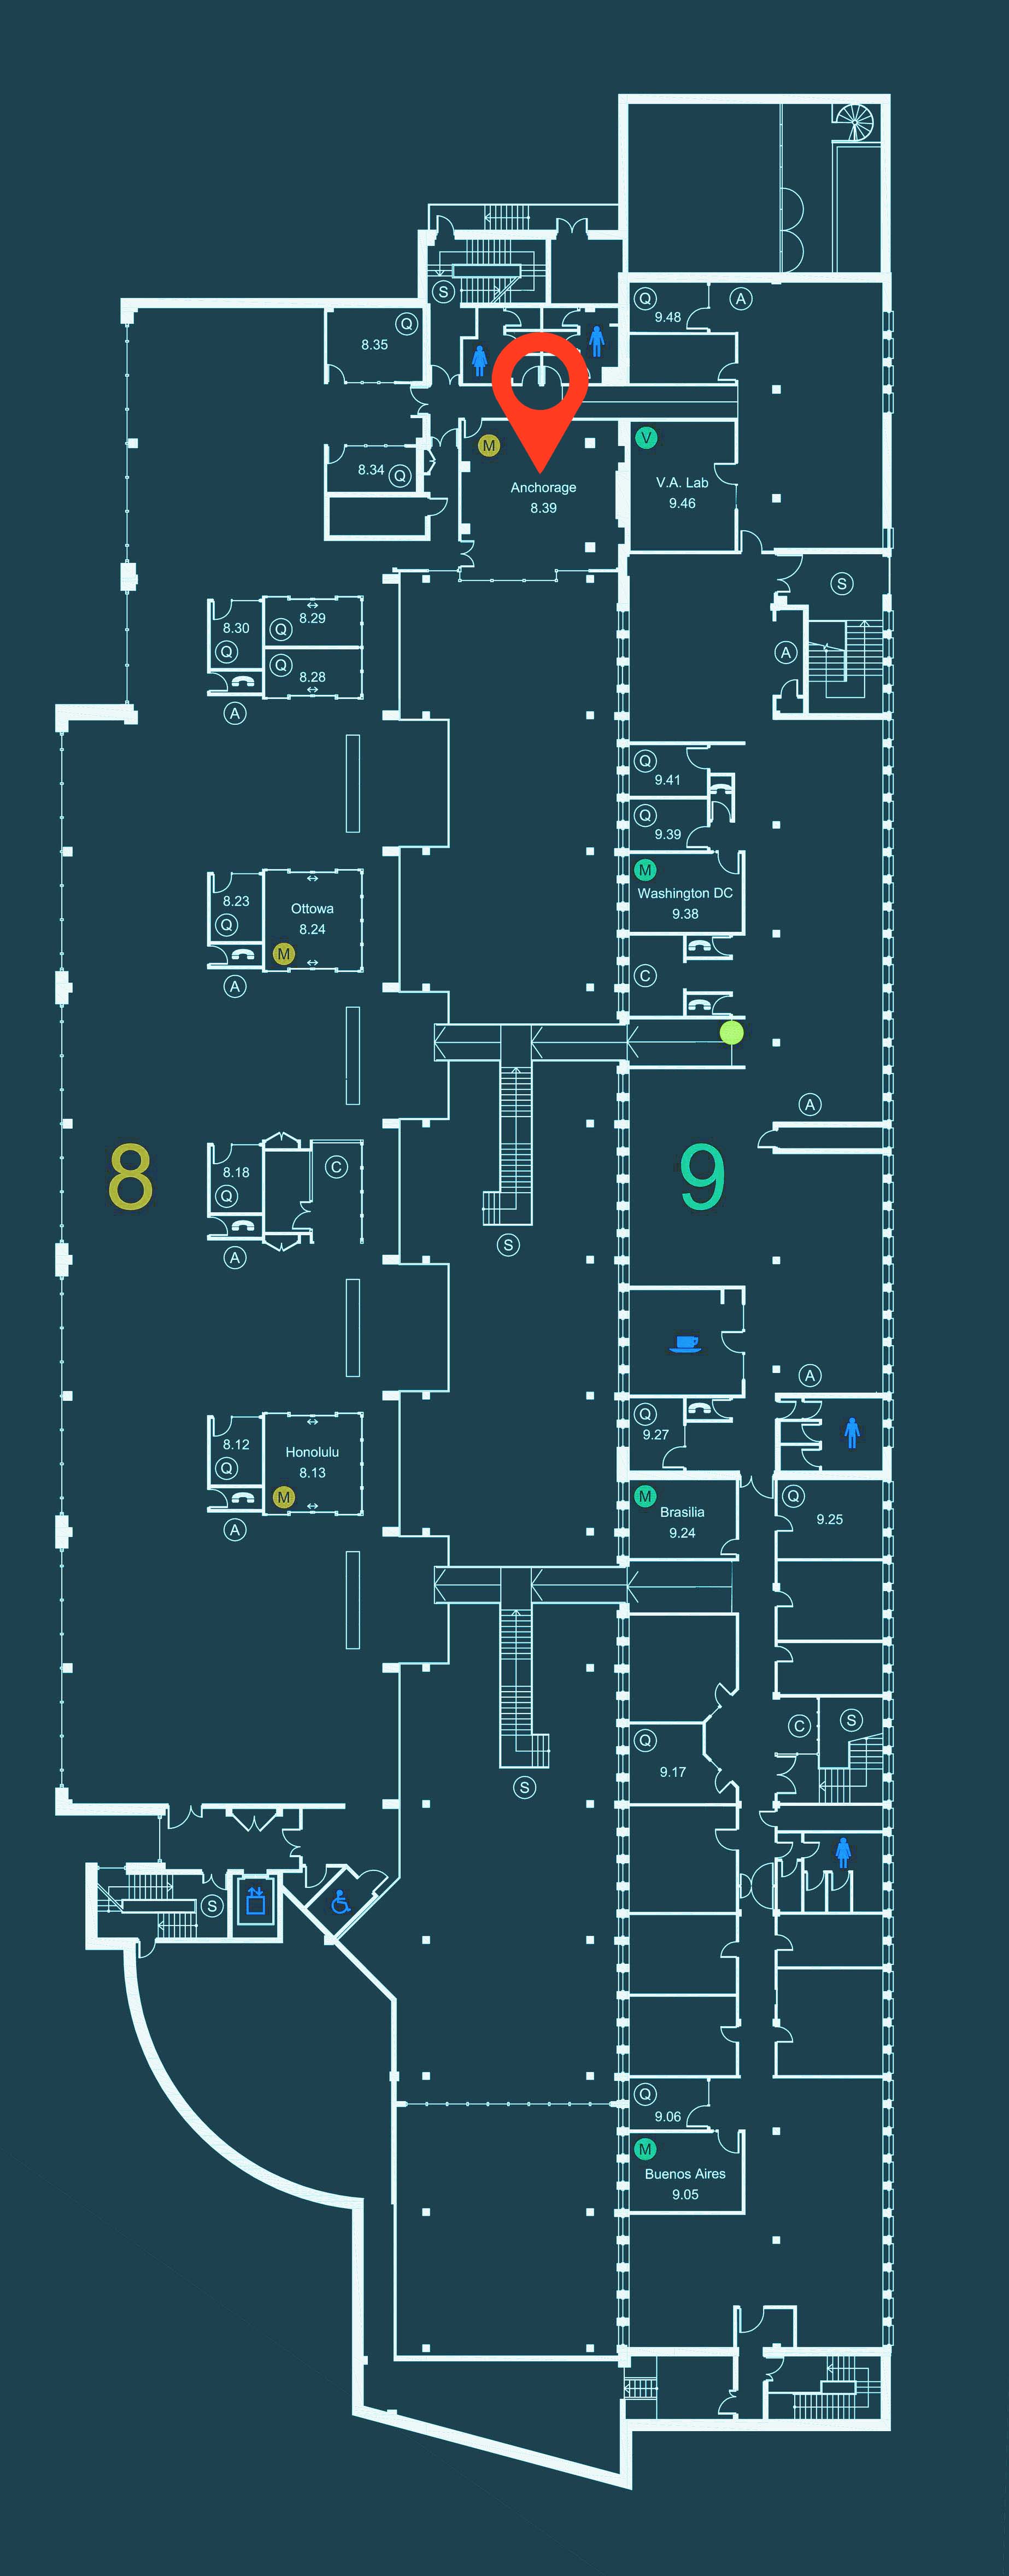 Q
9.48
A
S
Q
8.35
M
V
V.A. Lab
9.46
8.34
Q
Anchorage
8.39
S
8.30
Q
8.29
Q
Q
8.28
A
A
Q
9.41
Q
9.39
M
Washington DC
9.38
8.23
Q
Ottowa
8.24
M
A
C
A
8
8.18
Q
C
A
S
9
A
8.12
Q
Honolulu
8.13
M
A
Q
9.27
M
Brasilia
9.24
Q
9.25
S
Q
9.17
C
S
S
Q
9.06
M
Buenos Aires
9.05